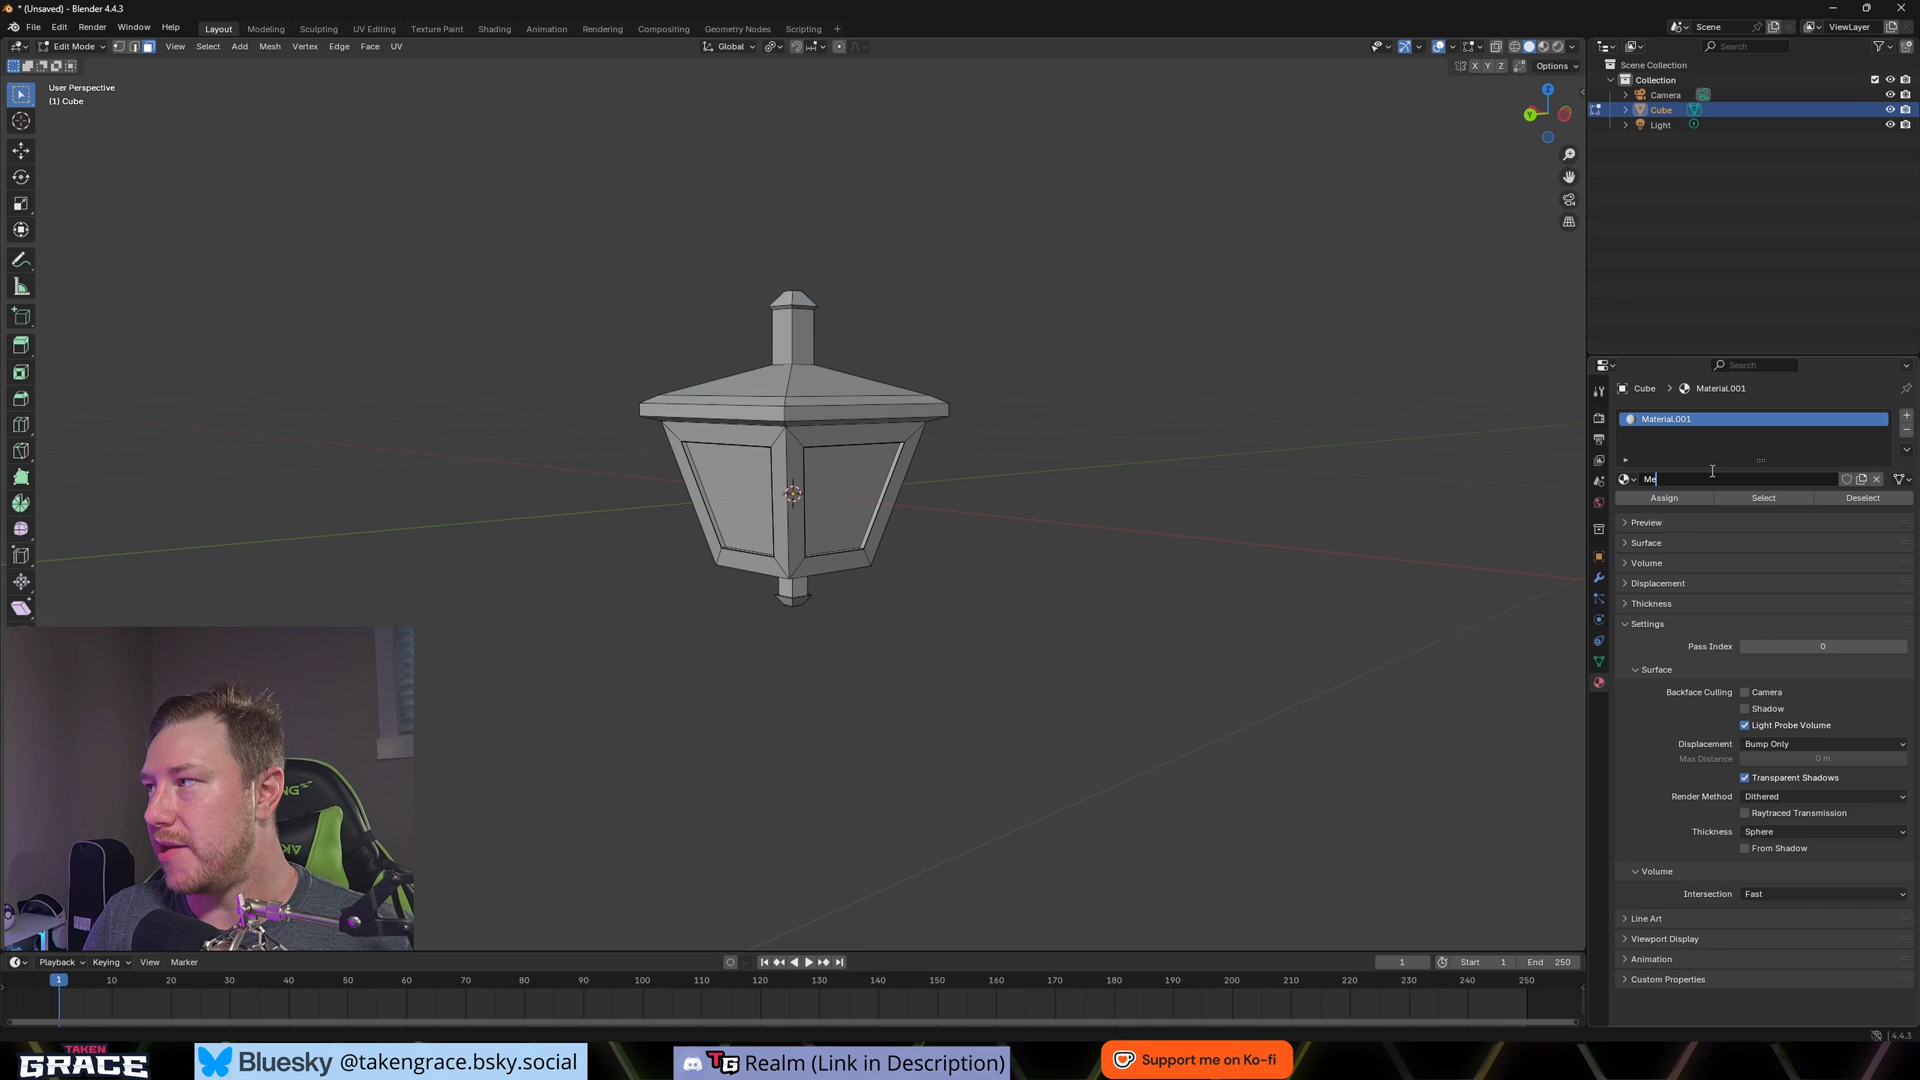 * (Unsaved) - Blender 4.4.3
File Edit Render Window Help
Layout Modeling Sculpting UV Editing Texture Paint Shading Animation Rendering Compositing Geometry Nodes Scripting +
Scene
ViewLayer
Edit Mode View Select Add Mesh Vertex Edge Face UV
Global
X Y Z Options
User Perspective
(1) Cube
Z
Y
Search
Scene Collection
Collection
Camera
Cube
Light
Search
Cube > Material.001
Material.001
Me
Assign Select Deselect
Preview
Surface
Volume
Displacement
Thickness
Settings
Pass Index 0
Surface
Backface Culling Camera
Shadow
Light Probe Volume
Displacement Bump Only
Max Distance 0 m
Transparent Shadows
Render Method Dithered
Raytraced Transmission
Thickness Sphere
From Shadow
Volume
Intersection Fast
Line Art
Viewport Display
Animation
Custom Properties
Playback Keying View Marker
1 Start 1 End 250
1 10 20 30 40 50 60 70 80 90 100 110 120 130 140 150 160 170 180 190 200 210 220 230 240 250
4.4.3
TAKEN
GRACE
Bluesky @takengrace.bsky.social
TG Realm (Link in Description)
Support me on Ko-fi